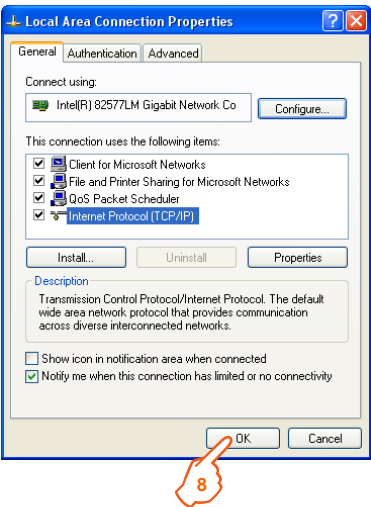 Local Area Connection Properties
General Authentication Advanced
Connect using:
Intel(R) 82577LM Gigabit Network Co Configure...
This connection uses the following items:
Client for Microsoft Networks
File and Printer Sharing for Microsoft Networks
QoS Packet Scheduler
Internet Protocol (TCP/IP)
Install... Uninstall Properties
Description
Transmission Control Protocol/Internet Protocol. The default
wide area network protocol that provides communication
across diverse interconnected networks.
Show icon in notification area when connected
Notify me when this connection has limited or no connectivity
OK Cancel
8